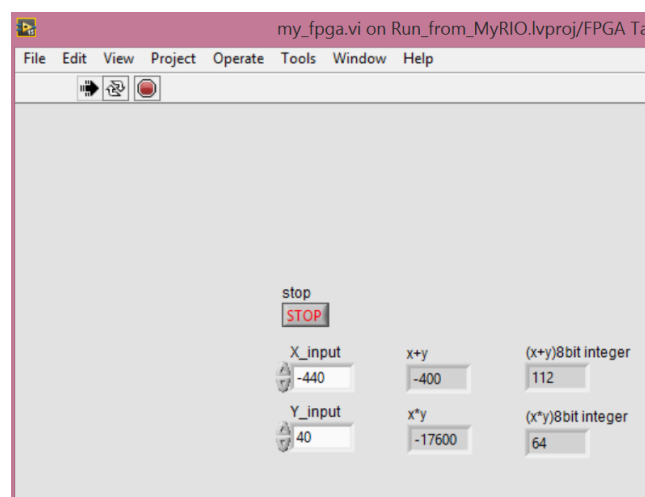 my_fpga.vi on Run_from_MyRIO.lvproj/FPGA Ta
File Edit View Project Operate Tools Window Help
stop
STOP
X_input x+y (x+y)8bit integer
-440 -400 112
Y_input x*y (x*y)8bit integer
40 -17600 64